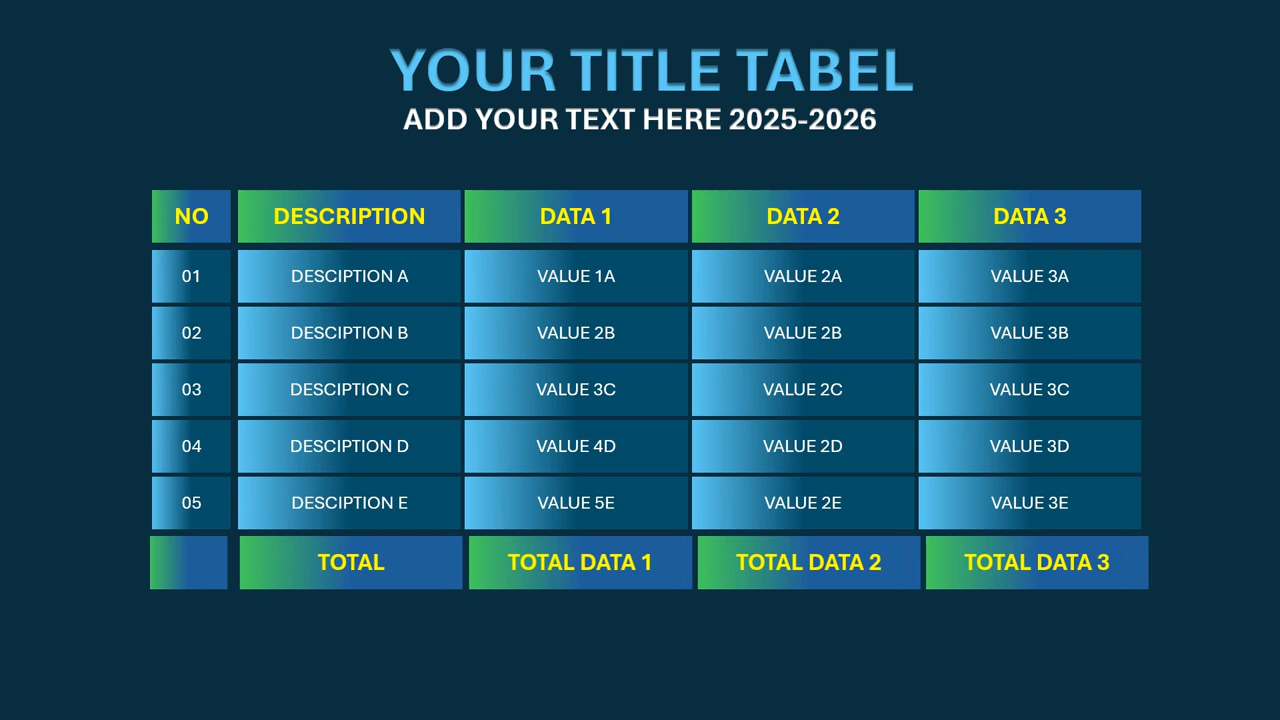 YOUR TITLE TABEL
ADD YOUR TEXT HERE 2025-2026
NO DESCRIPTION DATA 1 DATA 2 DATA 3
01 DESCIPTION A VALUE 1A VALUE 2A VALUE 3A
02 DESCIPTION B VALUE 2B VALUE 2B VALUE 3B
03 DESCIPTION C VALUE 3C VALUE 2C VALUE 3C
04 DESCIPTION D VALUE 4D VALUE 2D VALUE 3D
05 DESCIPTION E VALUE 5E VALUE 2E VALUE 3E
TOTAL TOTAL DATA 1 TOTAL DATA 2 TOTAL DATA 3